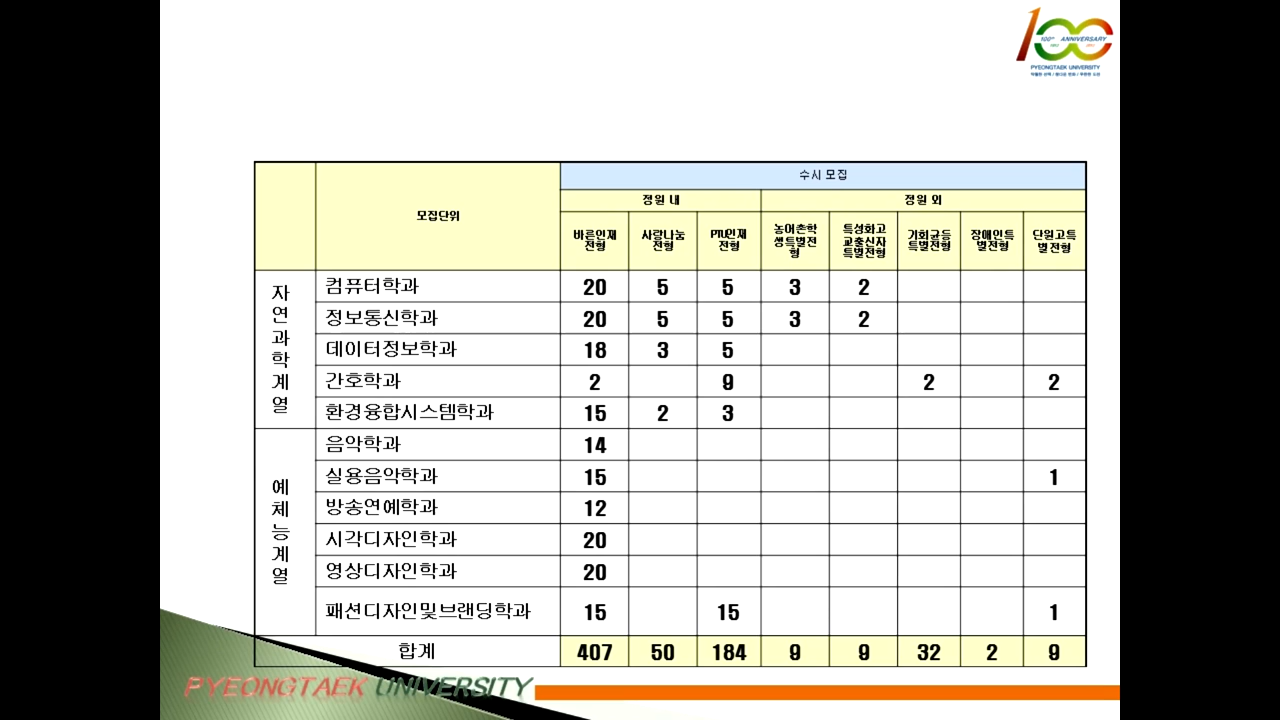 100
100th ANNIVERSARY
1912 2012
PYEONGTAEK UNIVERSITY
수시 모집
모집단위
정원 내 정원 외
바른인재 전형
사랑나눔 전형
PTU인재 전형
농어촌학생특별전형
특성화고교출신자특별전형
기회균등특별전형
장애인특별전형
단원고특별전형
자연과학계열
컴퓨터학과 20 5 5 3 2
정보통신학과 20 5 5 3 2
데이터정보학과 18 3 5
간호학과 2 9 2 2
환경융합시스템학과 15 2 3
예체능계열
음악학과 14
실용음악학과 15 1
방송연예학과 12
시각디자인학과 20
영상디자인학과 20
패션디자인및브랜딩학과 15 15 1
합계 407 50 184 9 9 32 2 9
PYEONGTAEK UNIVERSITY